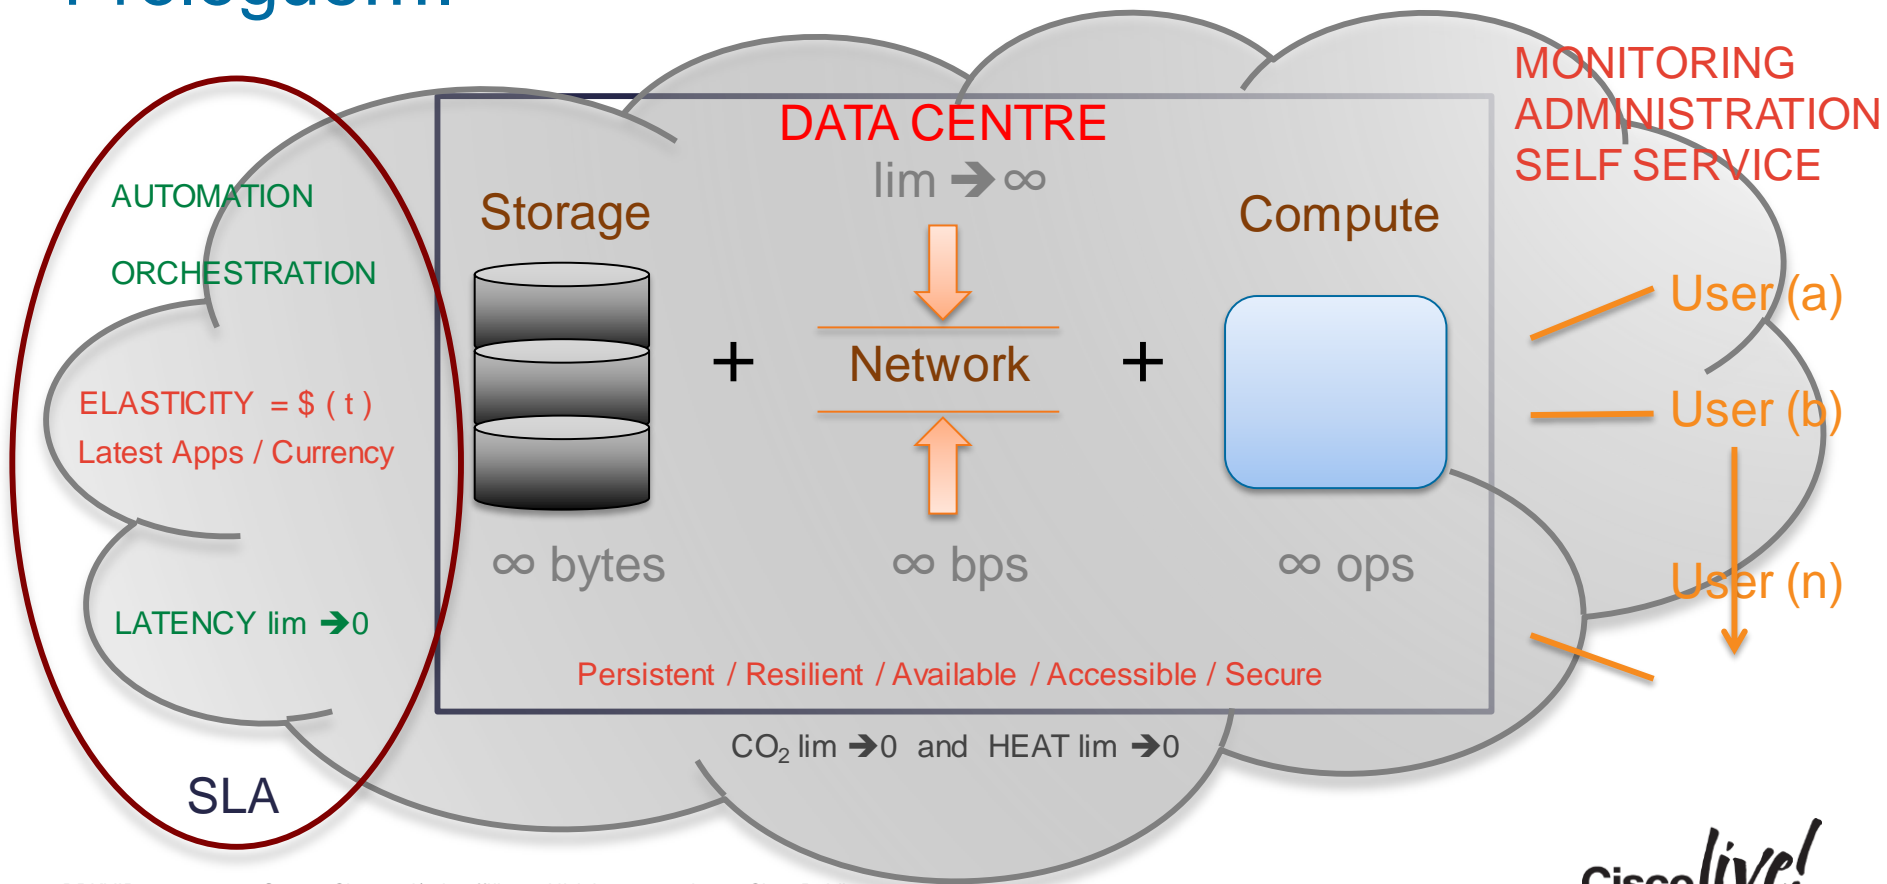 MONITORING
ADMINISTRATION
SELF SERVICE
DATA CENTRE
lim ➔ ∞
AUTOMATION
ORCHESTRATION
Storage
Compute
User (a)
+
Network
+
ELASTICITY = $ ( t )
Latest Apps / Currency
User (b)
∞ bytes
∞ bps
∞ ops
User (n)
LATENCY lim ➔0
Persistent / Resilient / Available / Accessible / Secure
CO₂ lim ➔0 and HEAT lim ➔0
SLA
Cisco live!